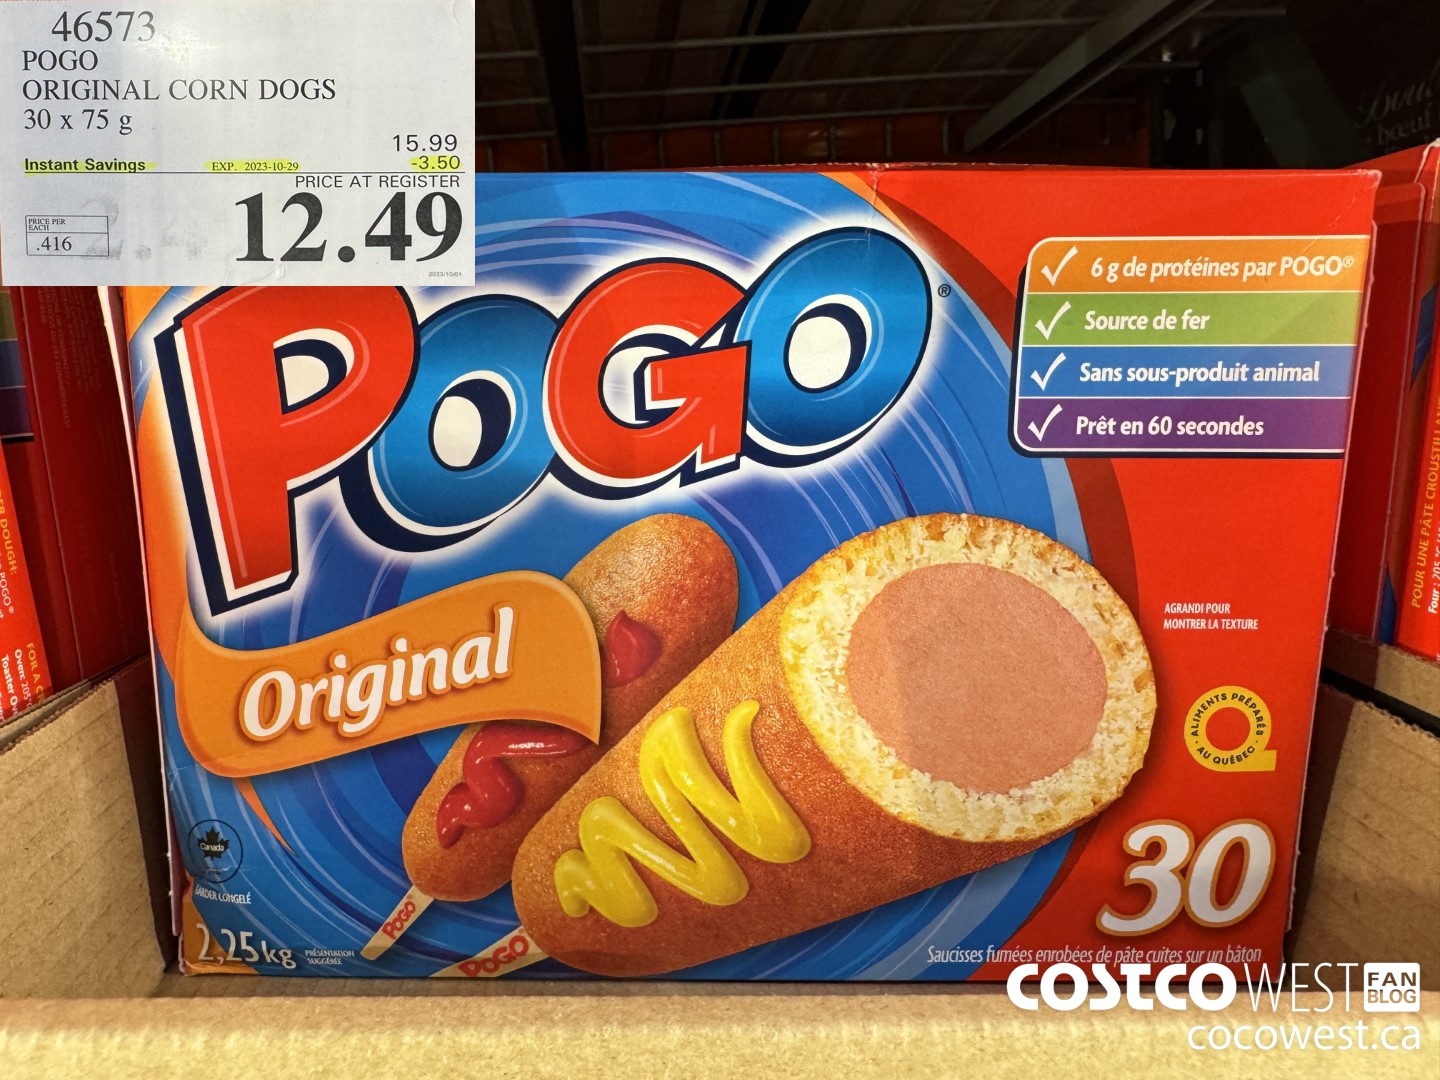 46573
POGO
ORIGINAL CORN DOGS
30 x 75 g
15.99
Instant Savings EXP. 2023-10-29 -3.50
PRICE AT REGISTER
12.49
PRICE PER
EACH
.416
2023/10/01
POGO®
Original
6 g de protéines par POGO®
Source de fer
Sans sous-produit animal
Prêt en 60 secondes
AGRANDI POUR
MONTRER LA TEXTURE
ALIMENTS PRÉPARÉS
AU QUÉBEC
Canada
GARDER CONGELÉ
2,25 kg
PRÉSENTATION
SUGGÉRÉE
POGO
POGO
30
Saucisses fumées enrobées de pâte cuites sur un bâton
POUR UNE PÂTE
COSTCO WEST FAN
BLOG
cocowest.ca